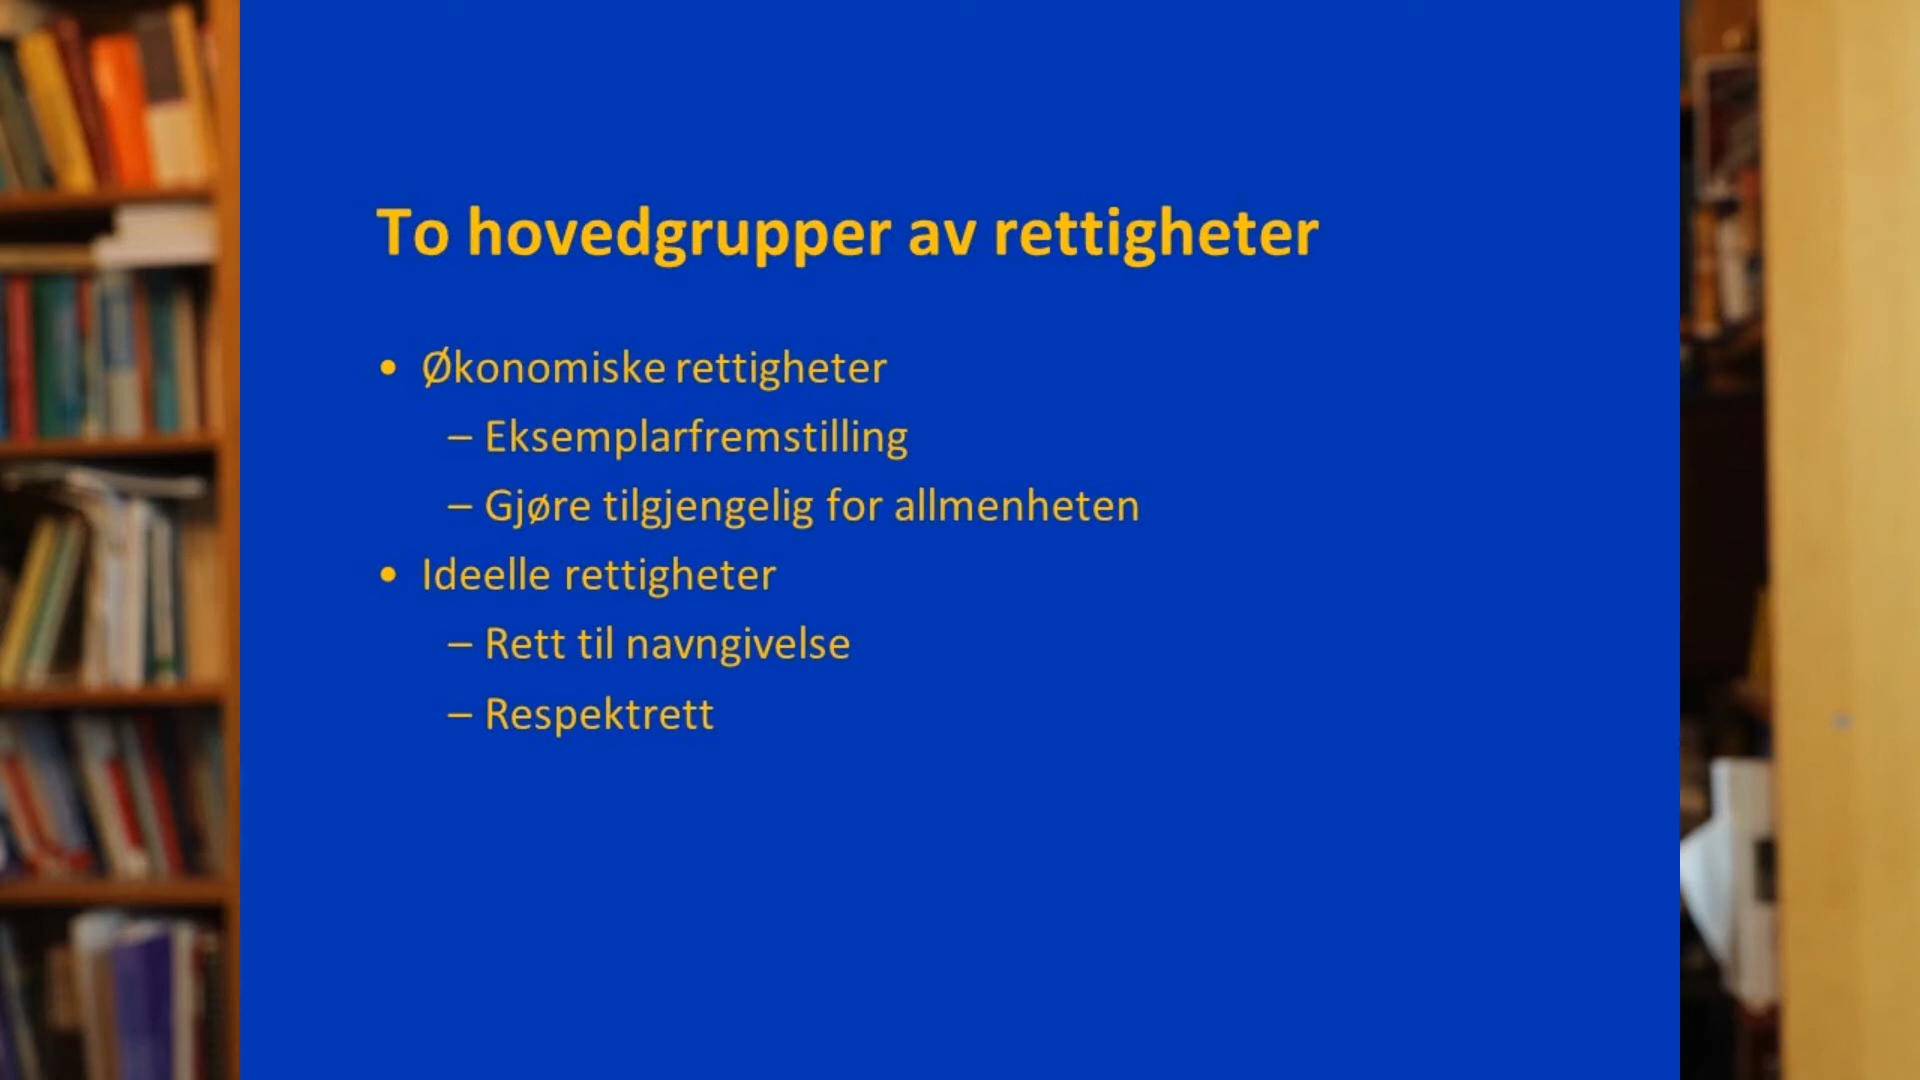 To hovedgrupper av rettigheter
• Økonomiske rettigheter
– Eksemplarfremstilling
– Gjøre tilgjengelig for allmenheten
• Ideelle rettigheter
– Rett til navngivelse
– Respektrett